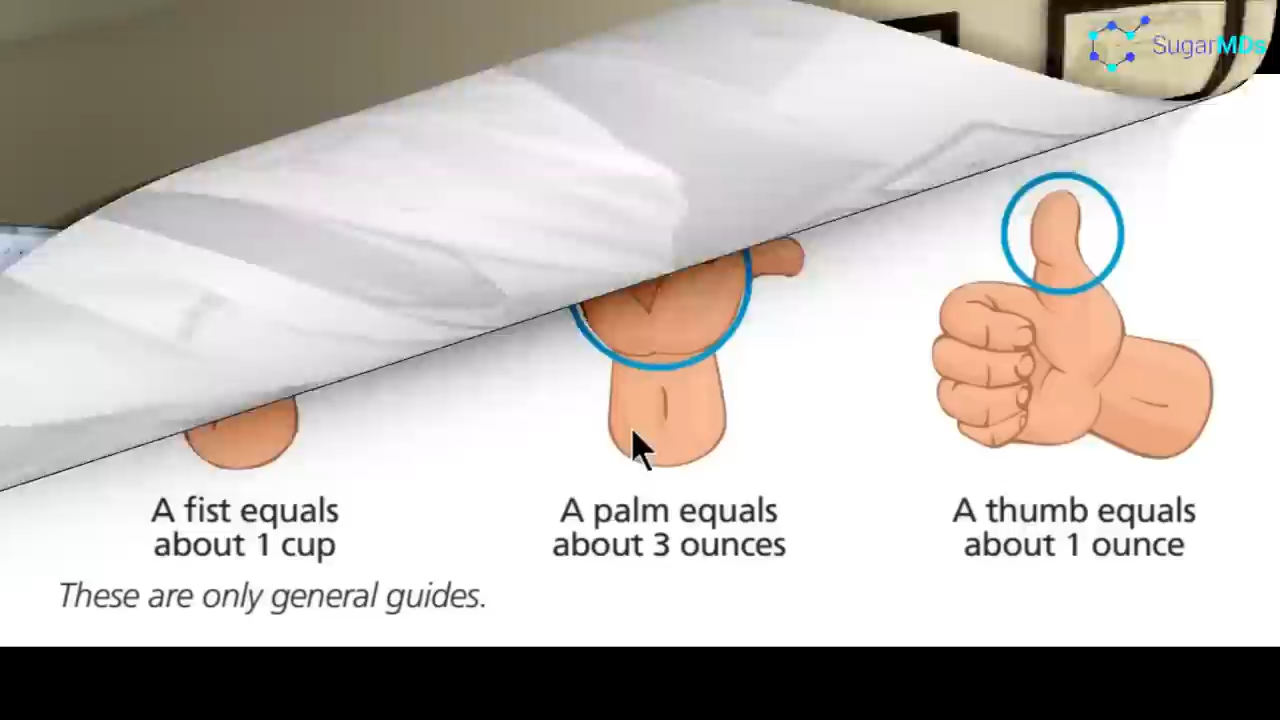 SugarMDs
A fist equals
about 1 cup
A palm equals
about 3 ounces
A thumb equals
about 1 ounce
These are only general guides.